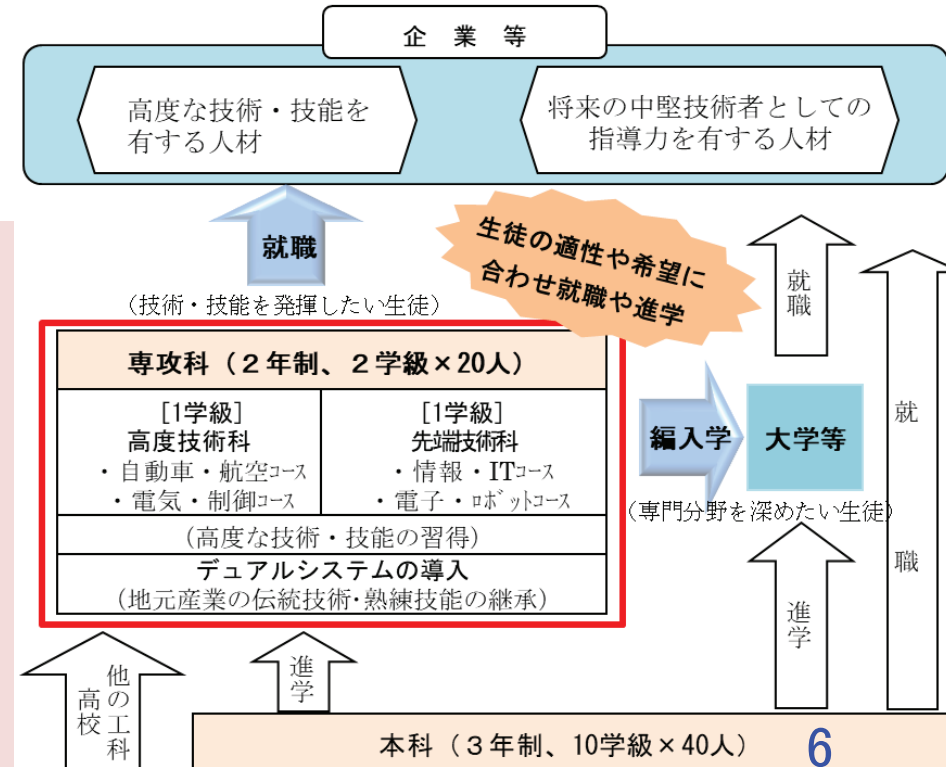 企 業 等
高度な技術・技能を
有する人材
将来の中堅技術者としての
指導力を有する人材
就職
(技術・技能を発揮したい生徒)
生徒の適性や希望に
合わせ就職や進学
就職
就職
専攻科(２年制、２学級×20人)
[1学級]
高度技術科
・自動車・航空ｺｰｽ
・電気・制御ｺｰｽ
[1学級]
先端技術科
・情報・ITｺｰｽ
・電子・ﾛﾎﾞｯﾄｺｰｽ
(高度な技術・技能の習得)
デュアルシステムの導入
(地元産業の伝統技術・熟練技能の継承)
編入学
大学等
(専門分野を深めたい生徒)
他の工科
高校
進学
進学
本科(３年制、10学級×40人)
6